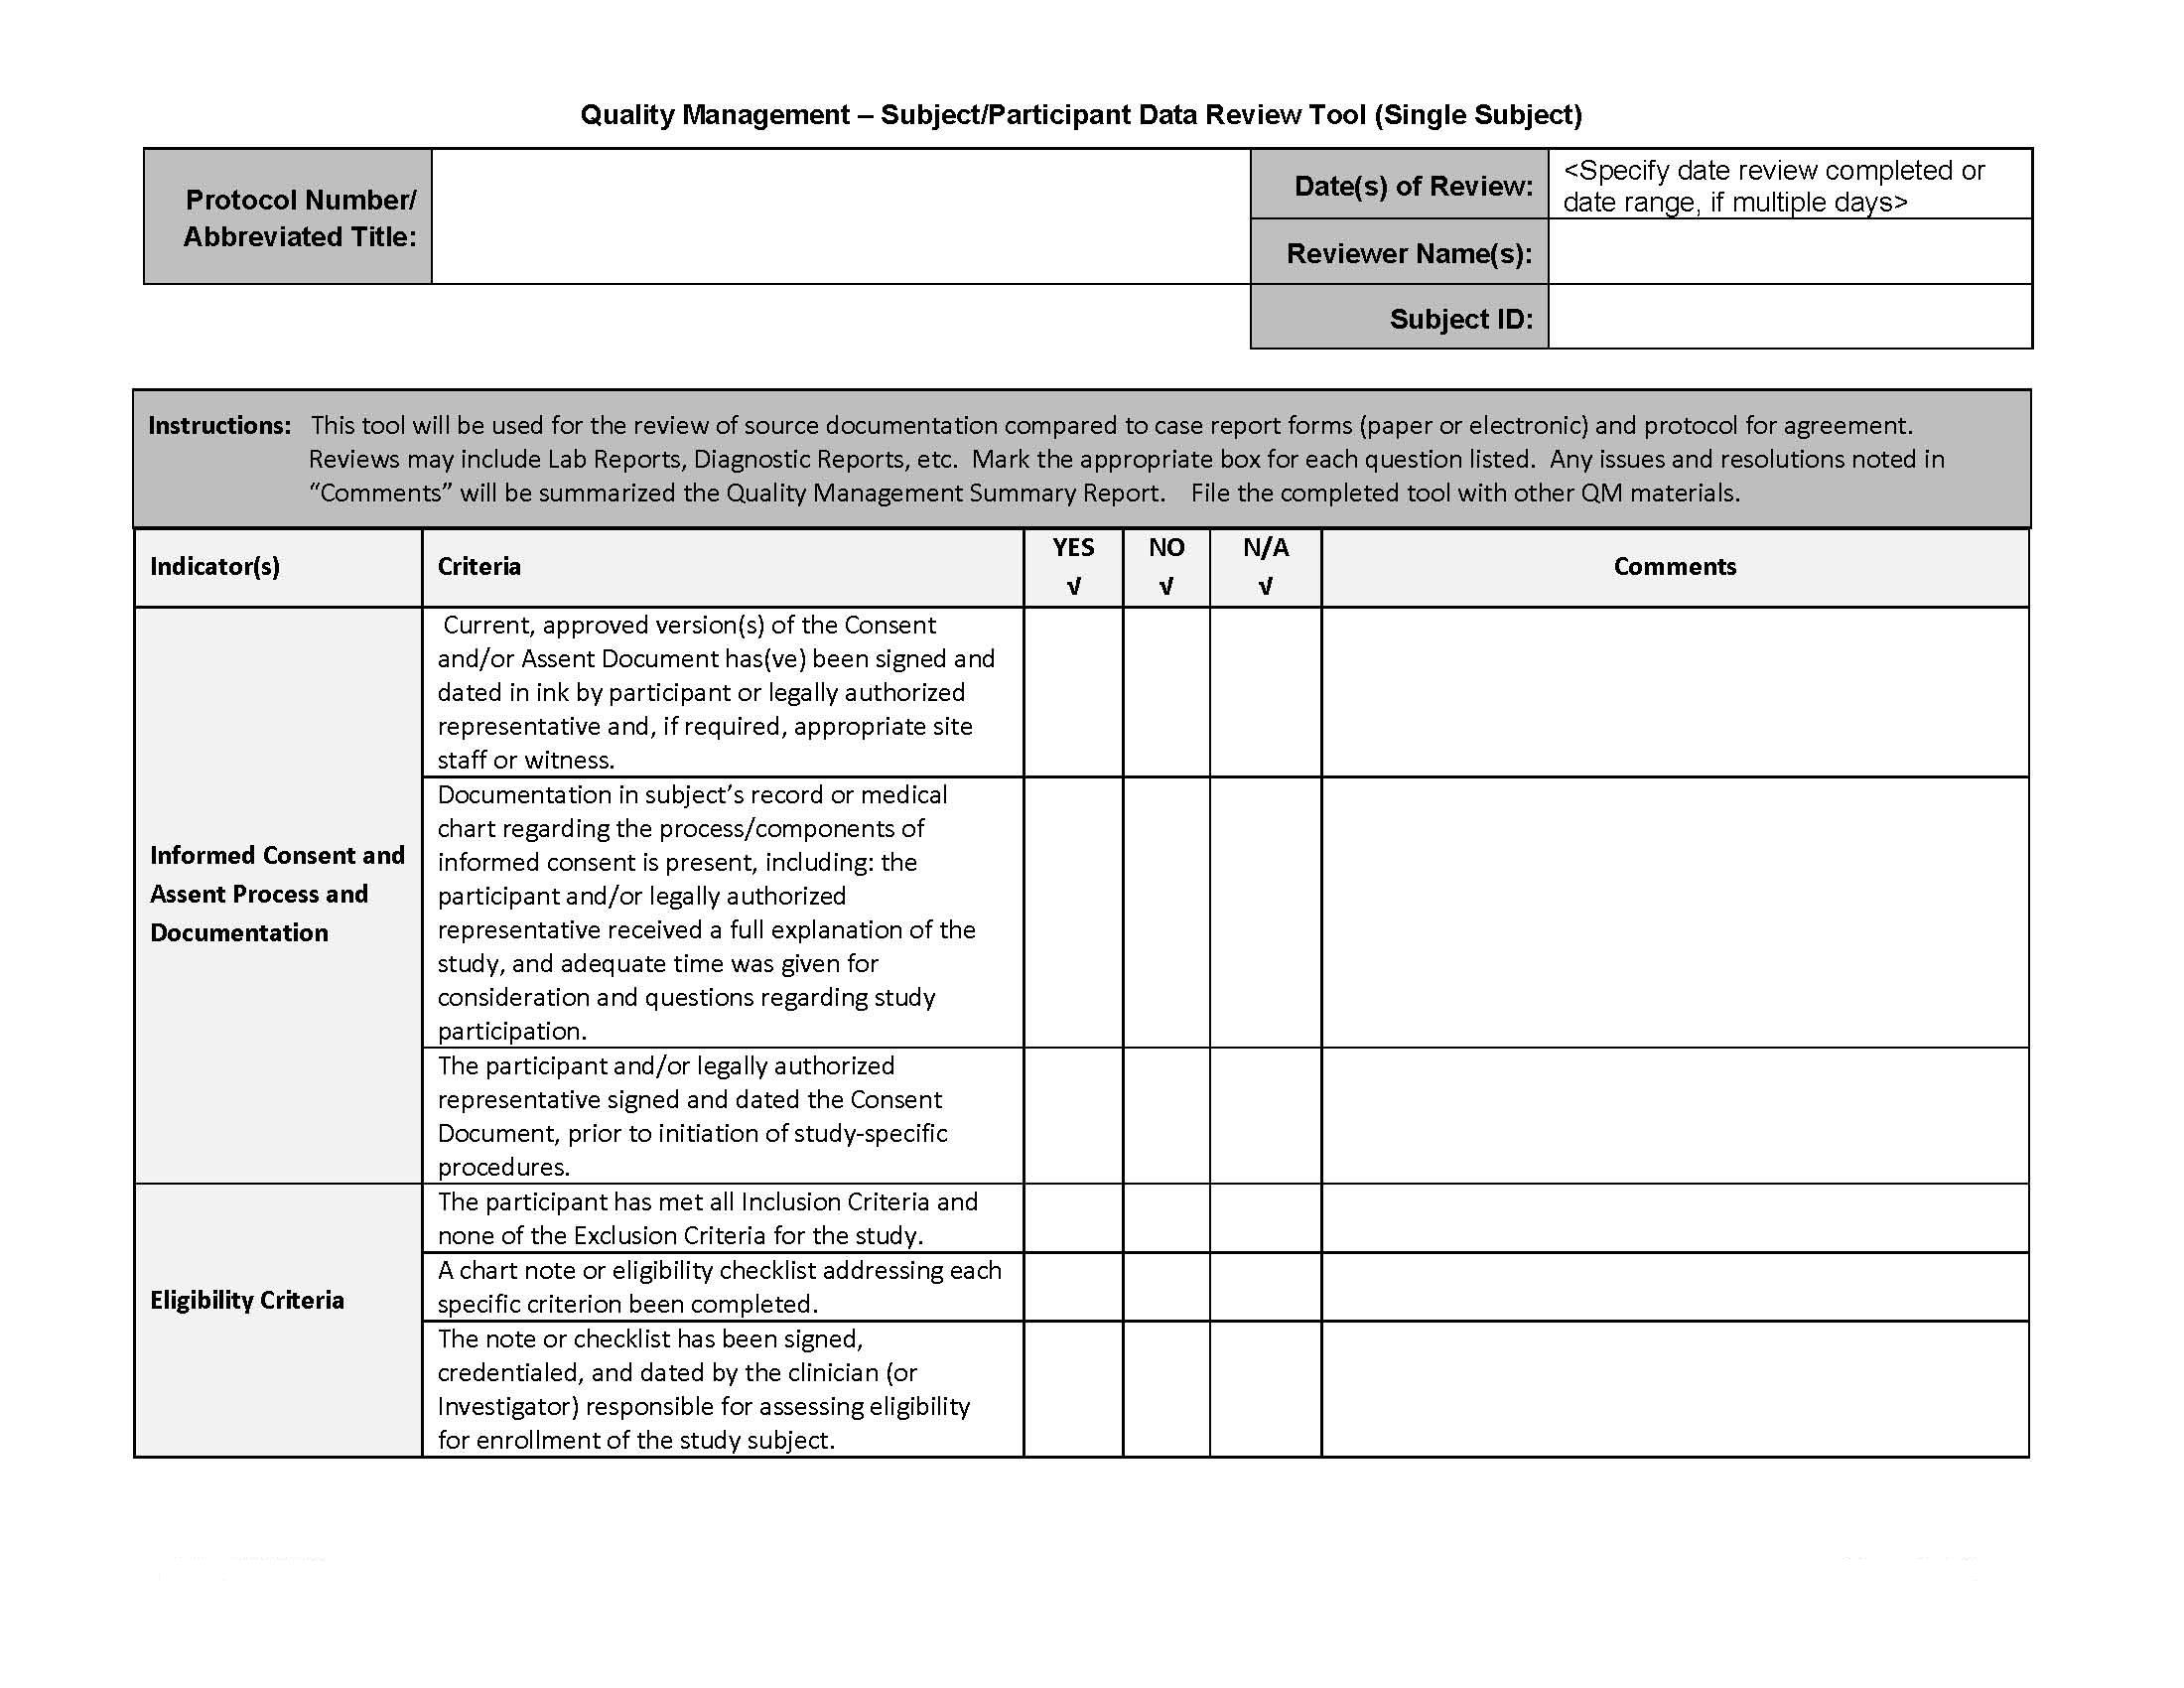 Quality Management – Subject/Participant Data Review Tool (Single Subject)
Protocol Number/
Abbreviated Title:
Date(s) of Review:
<Specify date review completed or
date range, if multiple days>
Reviewer Name(s):
Subject ID:
Instructions: This tool will be used for the review of source documentation compared to case report forms (paper or electronic) and protocol for agreement.
Reviews may include Lab Reports, Diagnostic Reports, etc. Mark the appropriate box for each question listed. Any issues and resolutions noted in
“Comments” will be summarized the Quality Management Summary Report. File the completed tool with other QM materials.
Indicator(s)
Criteria
YES
√
NO
√
N/A
√
Comments
Informed Consent and
Assent Process and
Documentation
Current, approved version(s) of the Consent
and/or Assent Document has(ve) been signed and
dated in ink by participant or legally authorized
representative and, if required, appropriate site
staff or witness.
Documentation in subject’s record or medical
chart regarding the process/components of
informed consent is present, including: the
participant and/or legally authorized
representative received a full explanation of the
study, and adequate time was given for
consideration and questions regarding study
participation.
The participant and/or legally authorized
representative signed and dated the Consent
Document, prior to initiation of study-specific
procedures.
Eligibility Criteria
The participant has met all Inclusion Criteria and
none of the Exclusion Criteria for the study.
A chart note or eligibility checklist addressing each
specific criterion been completed.
The note or checklist has been signed,
credentialed, and dated by the clinician (or
Investigator) responsible for assessing eligibility
for enrollment of the study subject.